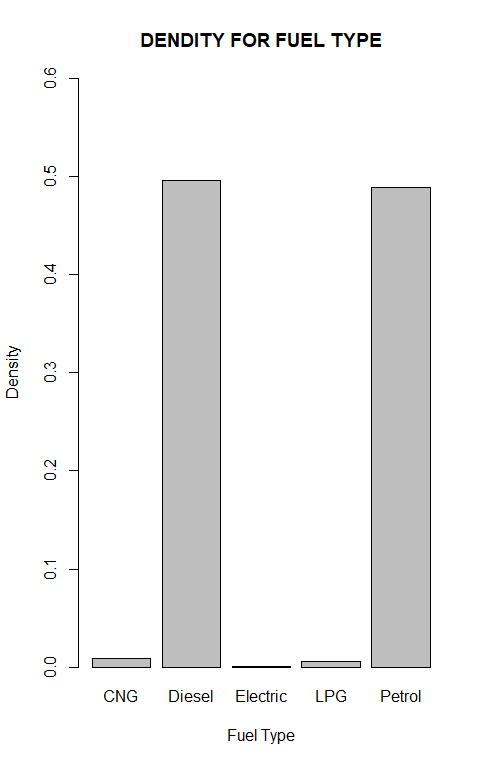 DENDITY FOR FUEL TYPE
0.6
0.5
0.4
0.3
0.2
0.1
0.0
Density
CNG Diesel Electric LPG Petrol
Fuel Type